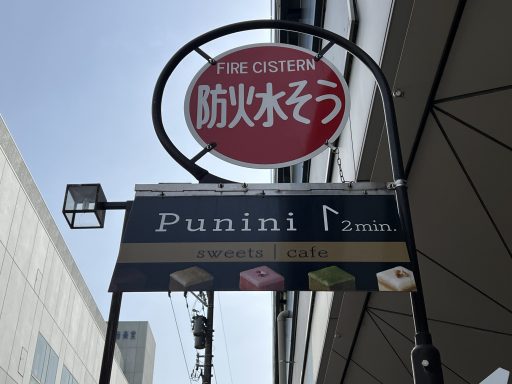 FIRE CISTERN
防火水そう
Punini ↱ 2min.
sweets | cafe